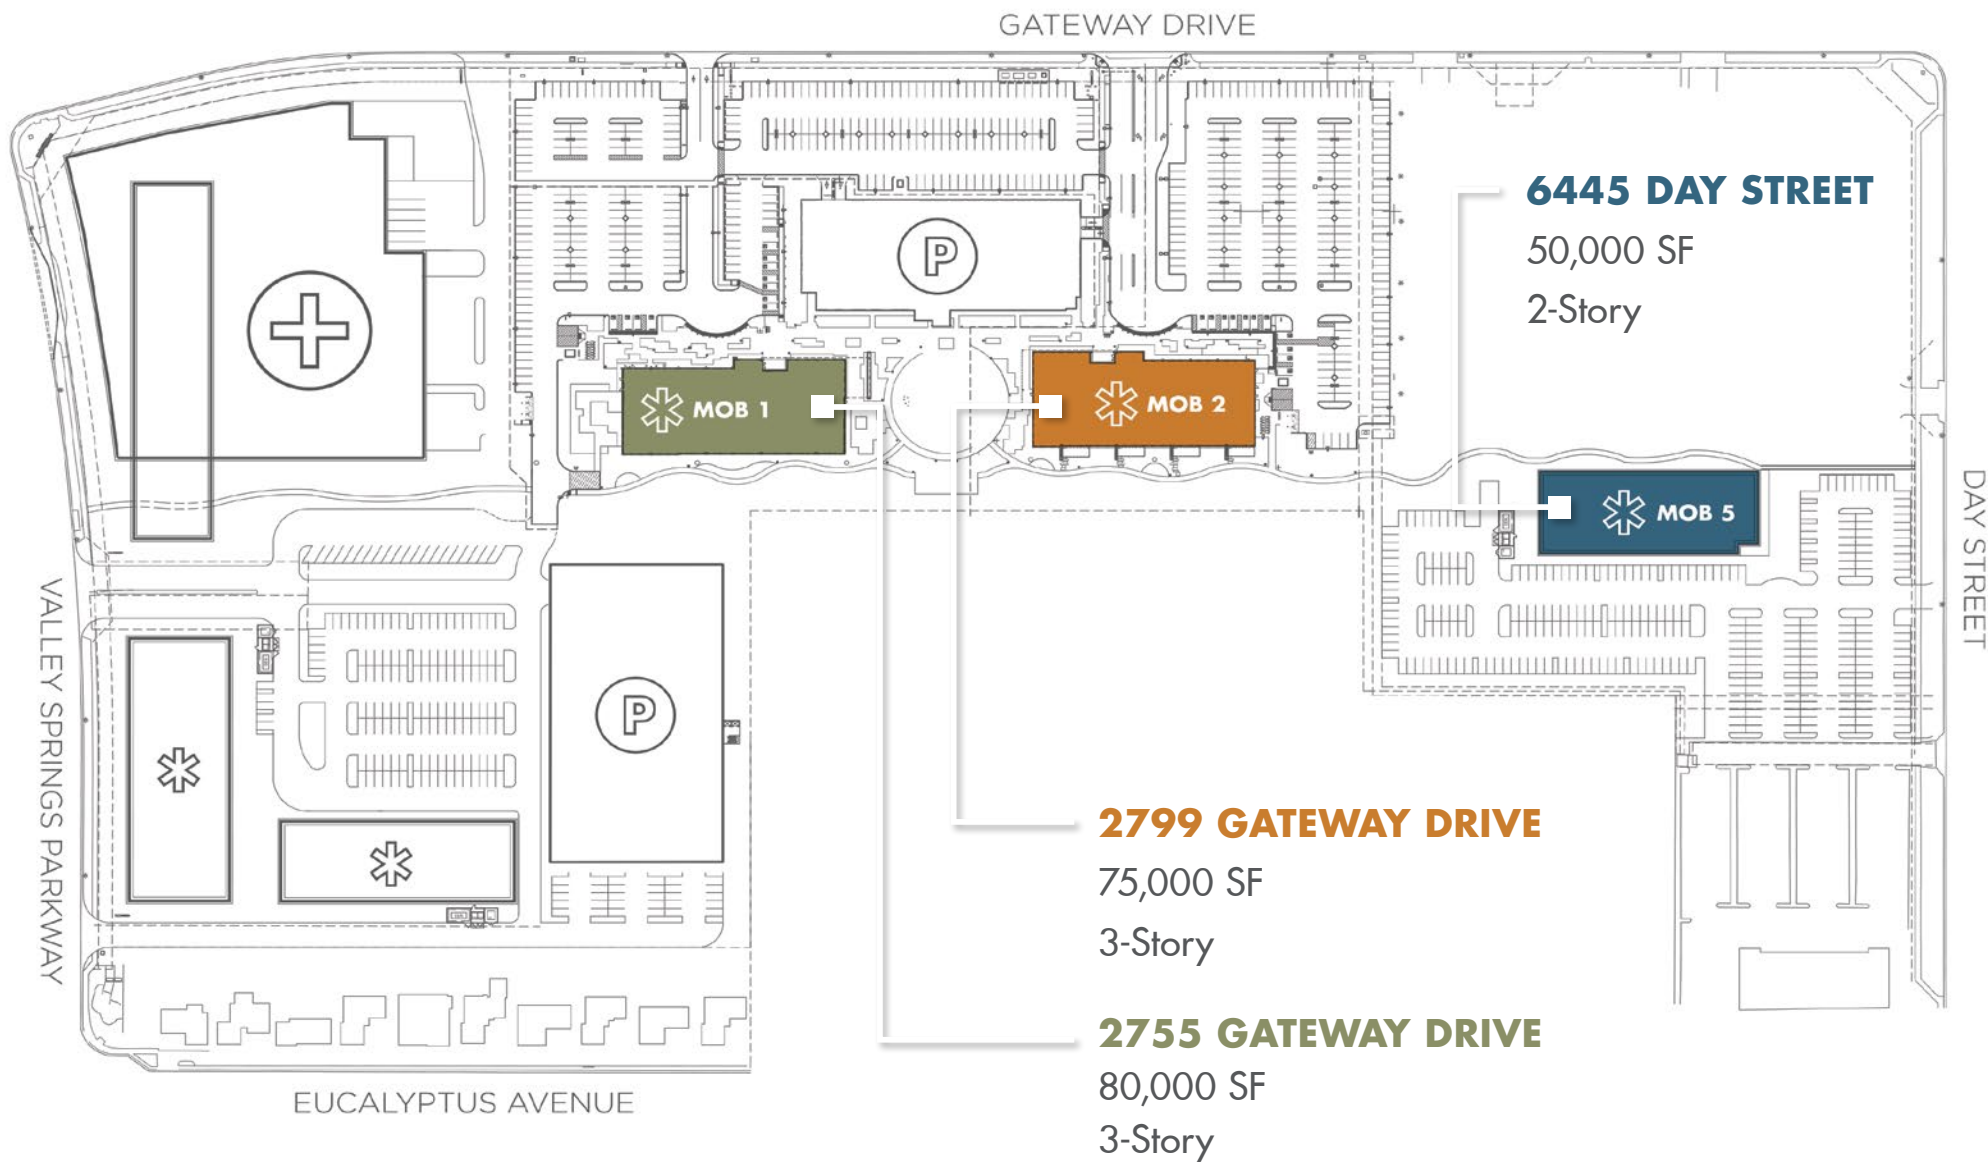 GATEWAY DRIVE
6445 DAY STREET
50,000 SF
2-Story
P
MOB 1
MOB 2
MOB 5
DAY STREET
VALLEY SPRINGS PARKWAY
P
2799 GATEWAY DRIVE
75,000 SF
3-Story
2755 GATEWAY DRIVE
80,000 SF
3-Story
EUCALYPTUS AVENUE